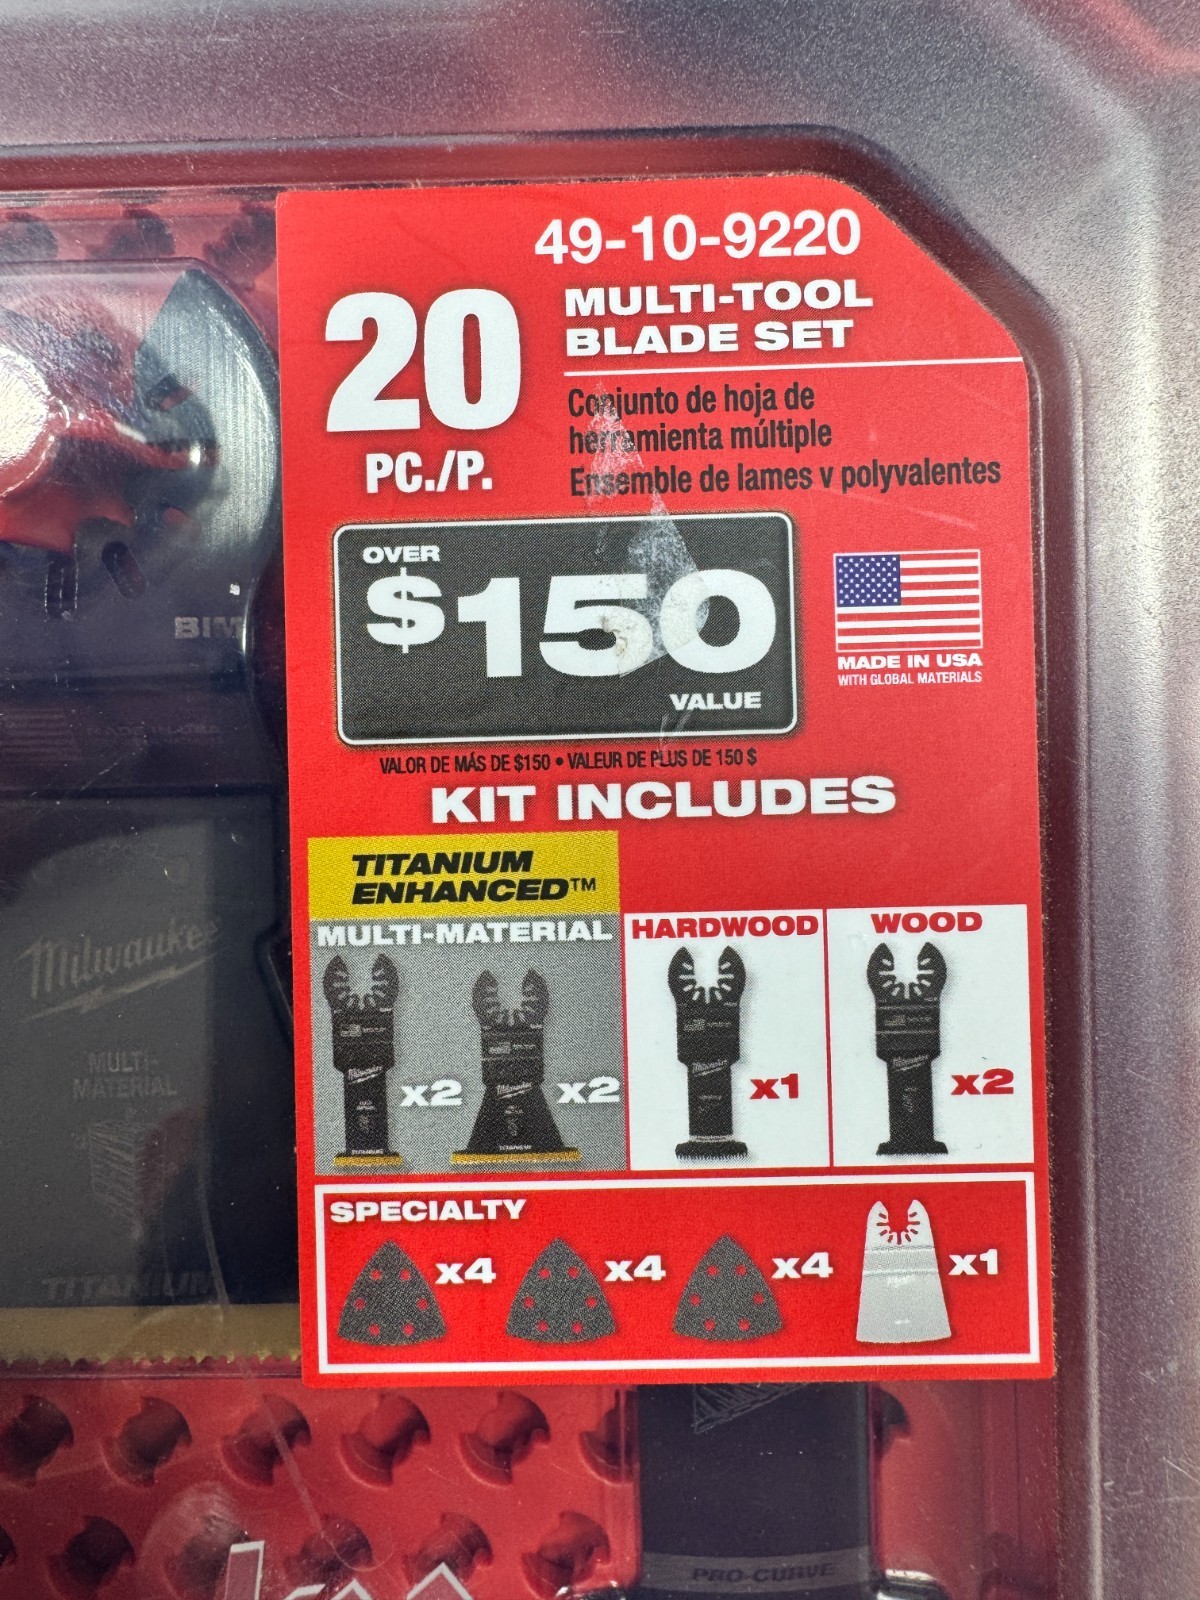 49-10-9220
20
PC./P.
MULTI-TOOL
BLADE SET
Conjunto de hoja de
herramienta múltiple
Ensemble de lames v polyvalentes
OVER
$150
VALUE
MADE IN USA
WITH GLOBAL MATERIALS
VALOR DE MÁS DE $150 • VALEUR DE PLUS DE 150 $
KIT INCLUDES
TITANIUM
ENHANCED™
MULTI-MATERIAL
HARDWOOD
WOOD
x2
x2
x1
x2
SPECIALTY
x4
x4
x4
x1
BIM
Milwaukee
MULTI-
MATERIAL
TITANIUM
PRO CURVE